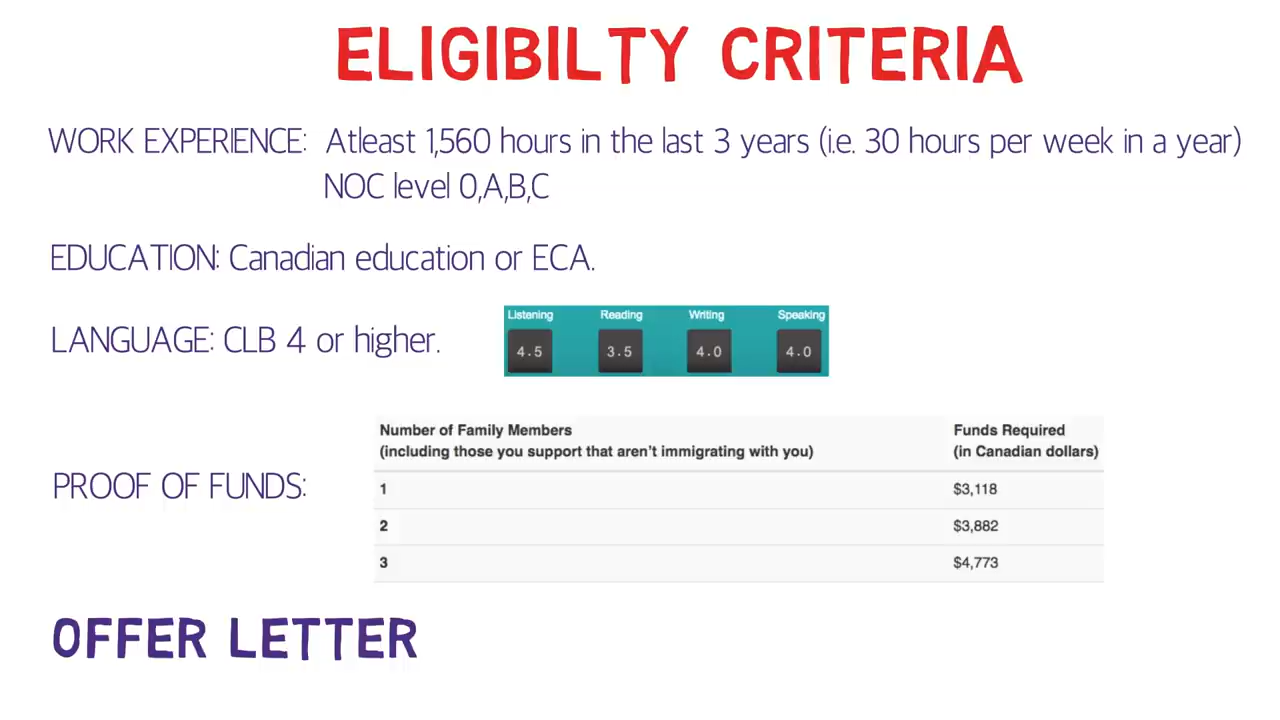 ELIGIBILTY CRITERIA
WORK EXPERIENCE: Atleast 1,560 hours in the last 3 years (i.e. 30 hours per week in a year)
NOC level 0,A,B,C
EDUCATION: Canadian education or ECA.
LANGUAGE: CLB 4 or higher.
Listening Reading Writing Speaking
4.5 3.5 4.0 4.0
PROOF OF FUNDS:
Number of Family Members Funds Required
(including those you support that aren't immigrating with you) (in Canadian dollars)
1 $3,118
2 $3,882
3 $4,773
OFFER LETTER